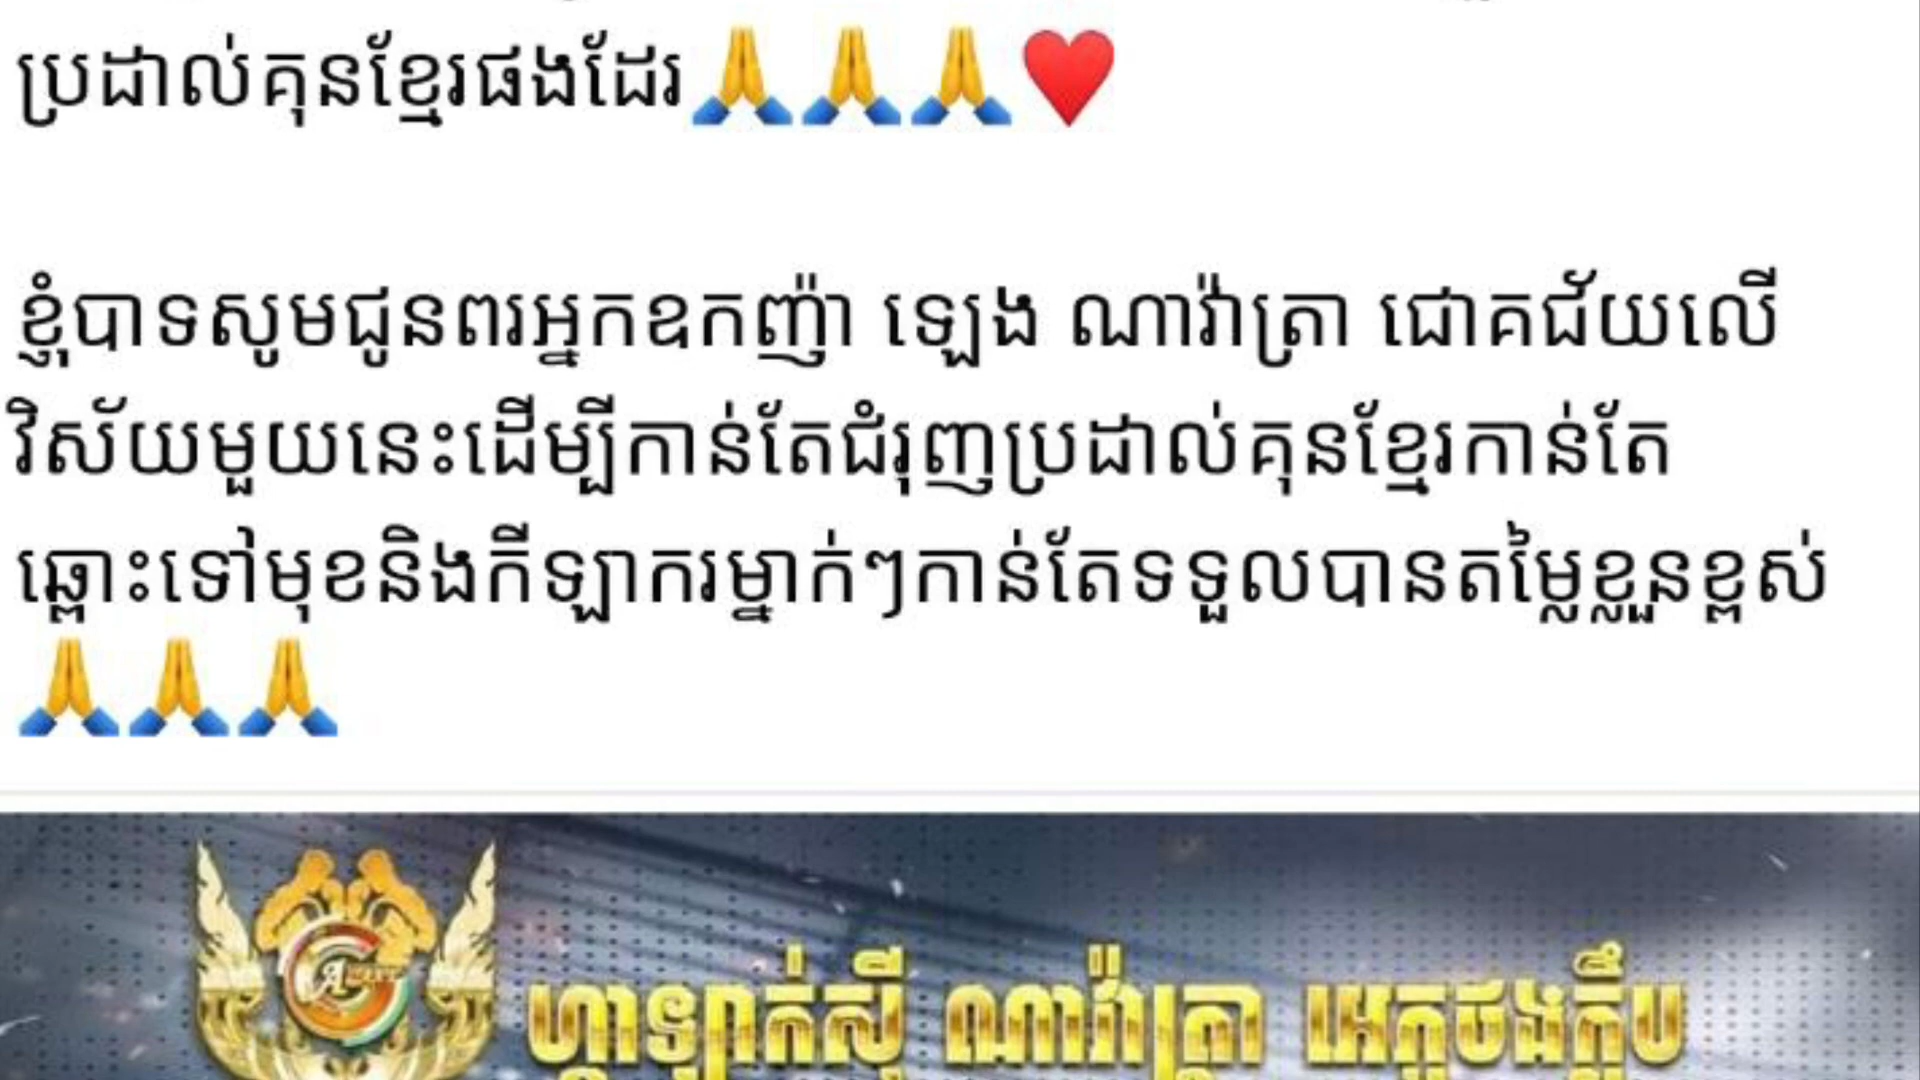 ប្រដាល់គុនខ្មែរផងដែរ🙏🙏🙏♥️
ខ្ញុំបាទសូមជូនពរអ្នកឧកញ៉ា ឡេង ណាវ៉ាត្រា ជោគជ័យលើ
វិស័យមួយនេះដើម្បីកាន់តែជំរុញប្រដាល់គុនខ្មែរកាន់តែ
ឆ្ពោះទៅមុខនិងកីឡាករម្នាក់ៗកាន់តែទទួលបានតម្លៃខ្លួនខ្ពស់
🙏🙏🙏
ហ្គាឡាក់ស៊ី ណាវ៉ាត្រា អេភូថងក្លឹប